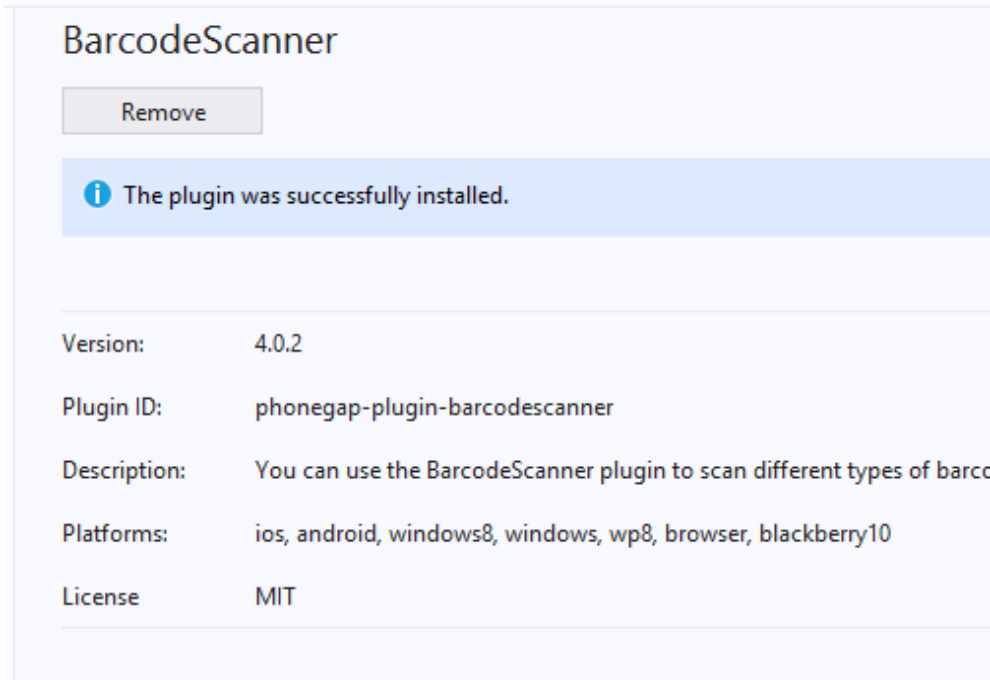 BarcodeScanner
Remove
The plugin was successfully installed.
Version: 4.0.2
Plugin ID: phonegap-plugin-barcodescanner
Description: You can use the BarcodeScanner plugin to scan different types of
Platforms: ios, android, windows8, windows, wp8, browser, blackberry10
License MIT